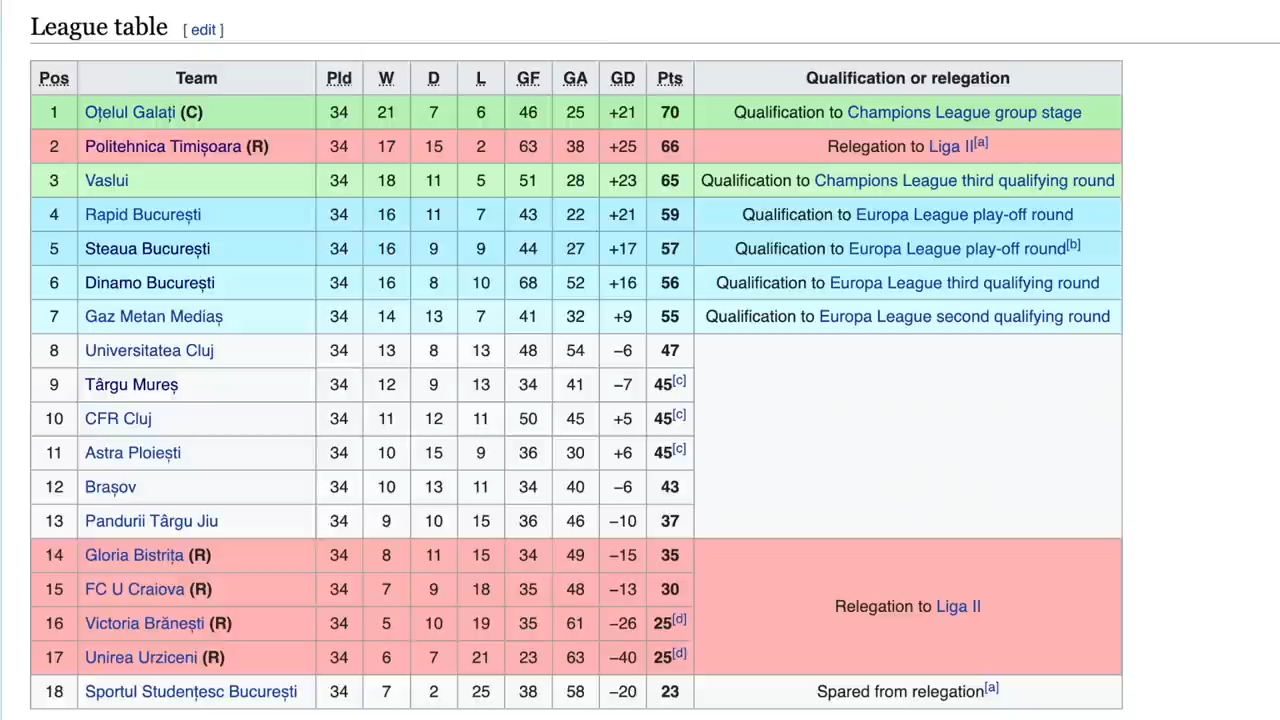 League table [ edit ]
Pos Team Pld W D L GF GA GD Pts Qualification or relegation
1 Oțelul Galați (C) 34 21 7 6 46 25 +21 70 Qualification to Champions League group stage
2 Politehnica Timișoara (R) 34 17 15 2 63 38 +25 66 Relegation to Liga II[a]
3 Vaslui 34 18 11 5 51 28 +23 65 Qualification to Champions League third qualifying round
4 Rapid București 34 16 11 7 43 22 +21 59 Qualification to Europa League play-off round
5 Steaua București 34 16 9 9 44 27 +17 57 Qualification to Europa League play-off round[b]
6 Dinamo București 34 16 8 10 68 52 +16 56 Qualification to Europa League third qualifying round
7 Gaz Metan Mediaș 34 14 13 7 41 32 +9 55 Qualification to Europa League second qualifying round
8 Universitatea Cluj 34 13 8 13 48 54 −6 47
9 Târgu Mureș 34 12 9 13 34 41 −7 45[c]
10 CFR Cluj 34 11 12 11 50 45 +5 45[c]
11 Astra Ploiești 34 10 15 9 36 30 +6 45[c]
12 Brașov 34 10 13 11 34 40 −6 43
13 Pandurii Târgu Jiu 34 9 10 15 36 46 −10 37
14 Gloria Bistrița (R) 34 8 11 15 34 49 −15 35
15 FC U Craiova (R) 34 7 9 18 35 48 −13 30
Relegation to Liga II
16 Victoria Brănești (R) 34 5 10 19 35 61 −26 25[d]
17 Unirea Urziceni (R) 34 6 7 21 23 63 −40 25[d]
18 Sportul Studențesc București 34 7 2 25 38 58 −20 23 Spared from relegation[a]